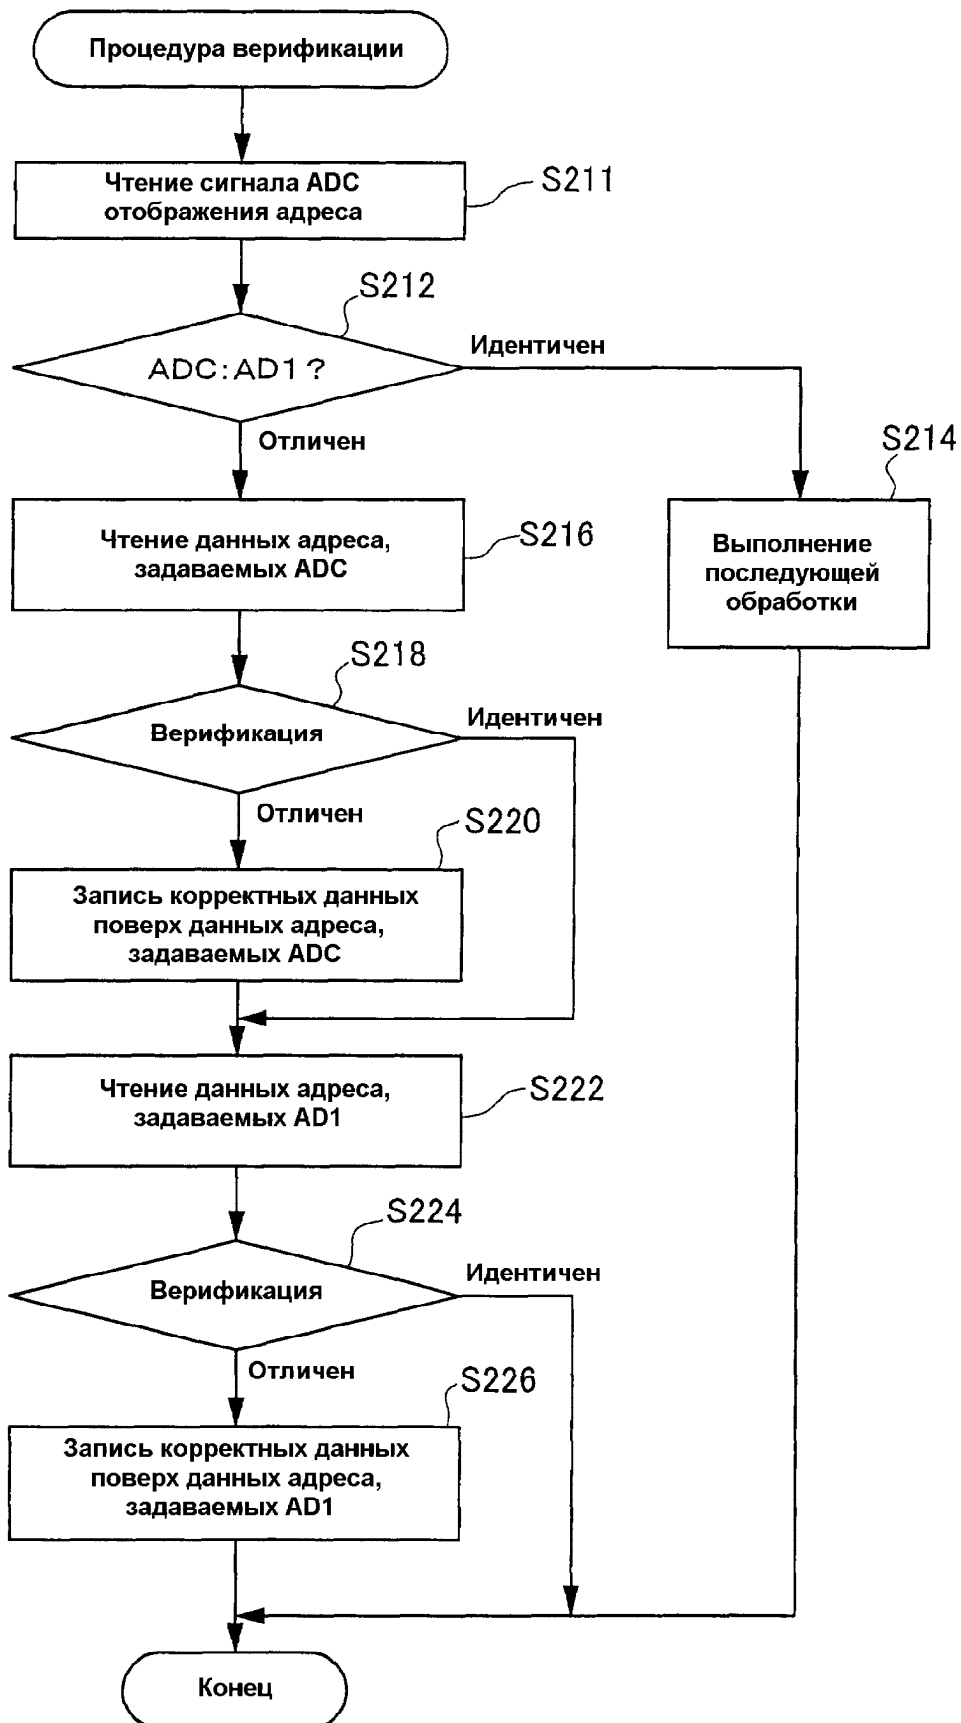 Процедура верификации
Чтение сигнала ADC
отображения адреса
S211
S212
ADC:AD1?
Идентичен
Отличен
S214
Выполнение
последующей
обработки
Чтение данных адреса,
задаваемых ADC
S216
S218
Верификация
Идентичен
Отличен
S220
Запись корректных данных
поверх данных адреса,
задаваемых ADC
Чтение данных адреса,
задаваемых AD1
S222
S224
Верификация
Идентичен
Отличен
S226
Запись корректных данных
поверх данных адреса,
задаваемых AD1
Конец